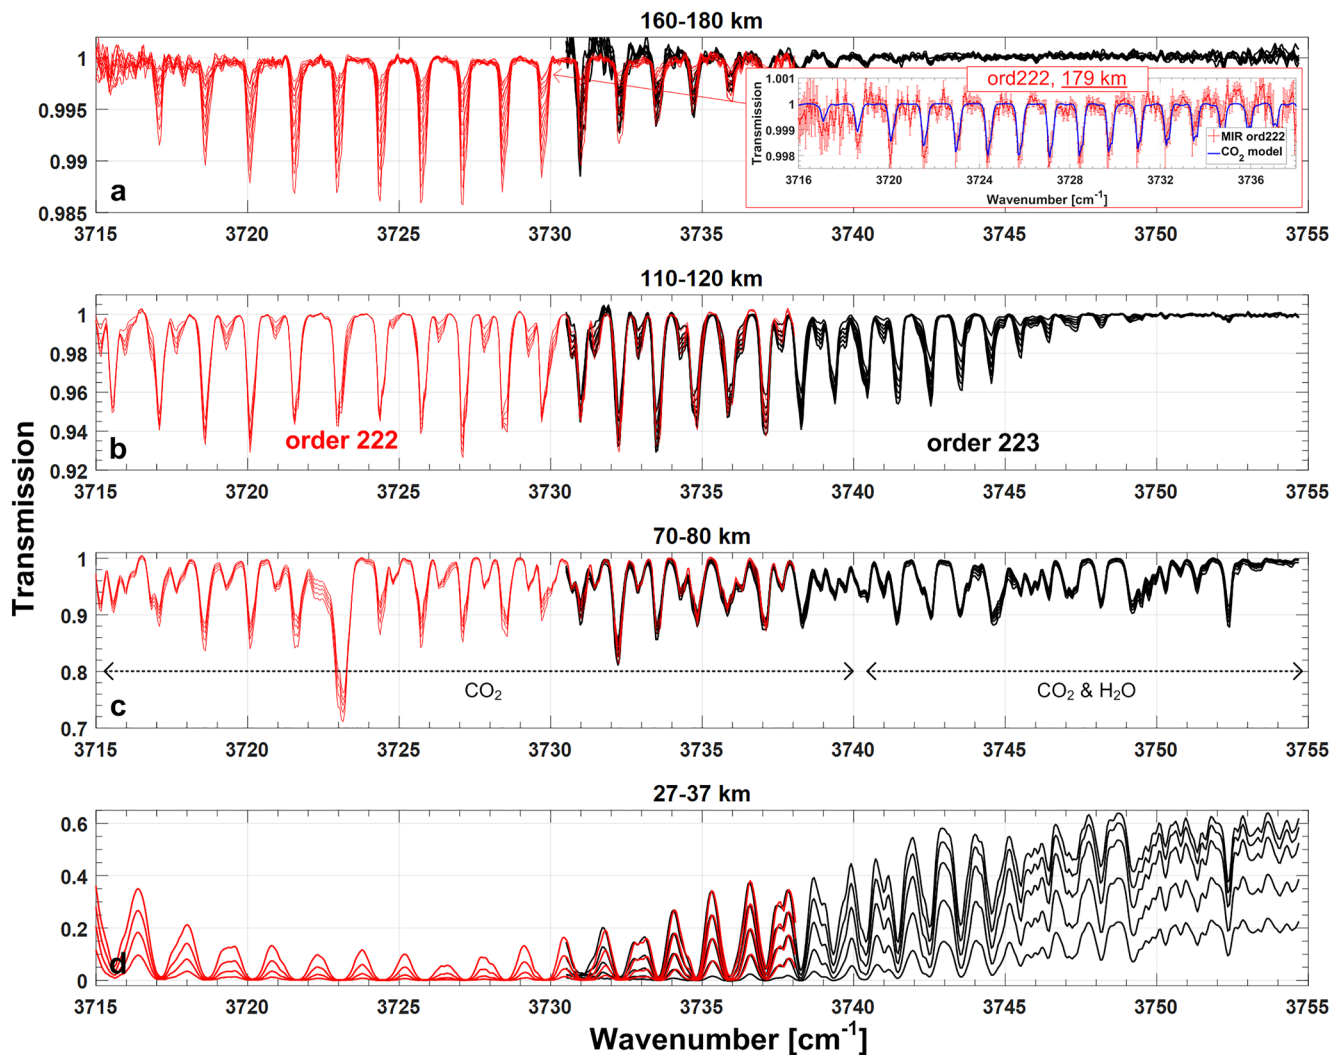 160-180 km
1
0.995
0.99
0.985
a
3715 3720 3725 3730 3735 3740 3745 3750 3755
ord222, 179 km
Transmission
1.001
1
0.999
0.998
MIR ord222
CO2 model
3716 3720 3724 3728 3732 3736
Wavenumber [cm-1]
110-120 km
1
0.98
0.96
0.94
0.92
b
order 222
order 223
3715 3720 3725 3730 3735 3740 3745 3750 3755
Transmission
70-80 km
1
0.9
0.8
0.7
c
CO2
CO2 & H2O
3715 3720 3725 3730 3735 3740 3745 3750 3755
27-37 km
0.6
0.4
0.2
0
d
3715 3720 3725 3730 3735 3740 3745 3750 3755
Wavenumber [cm-1]